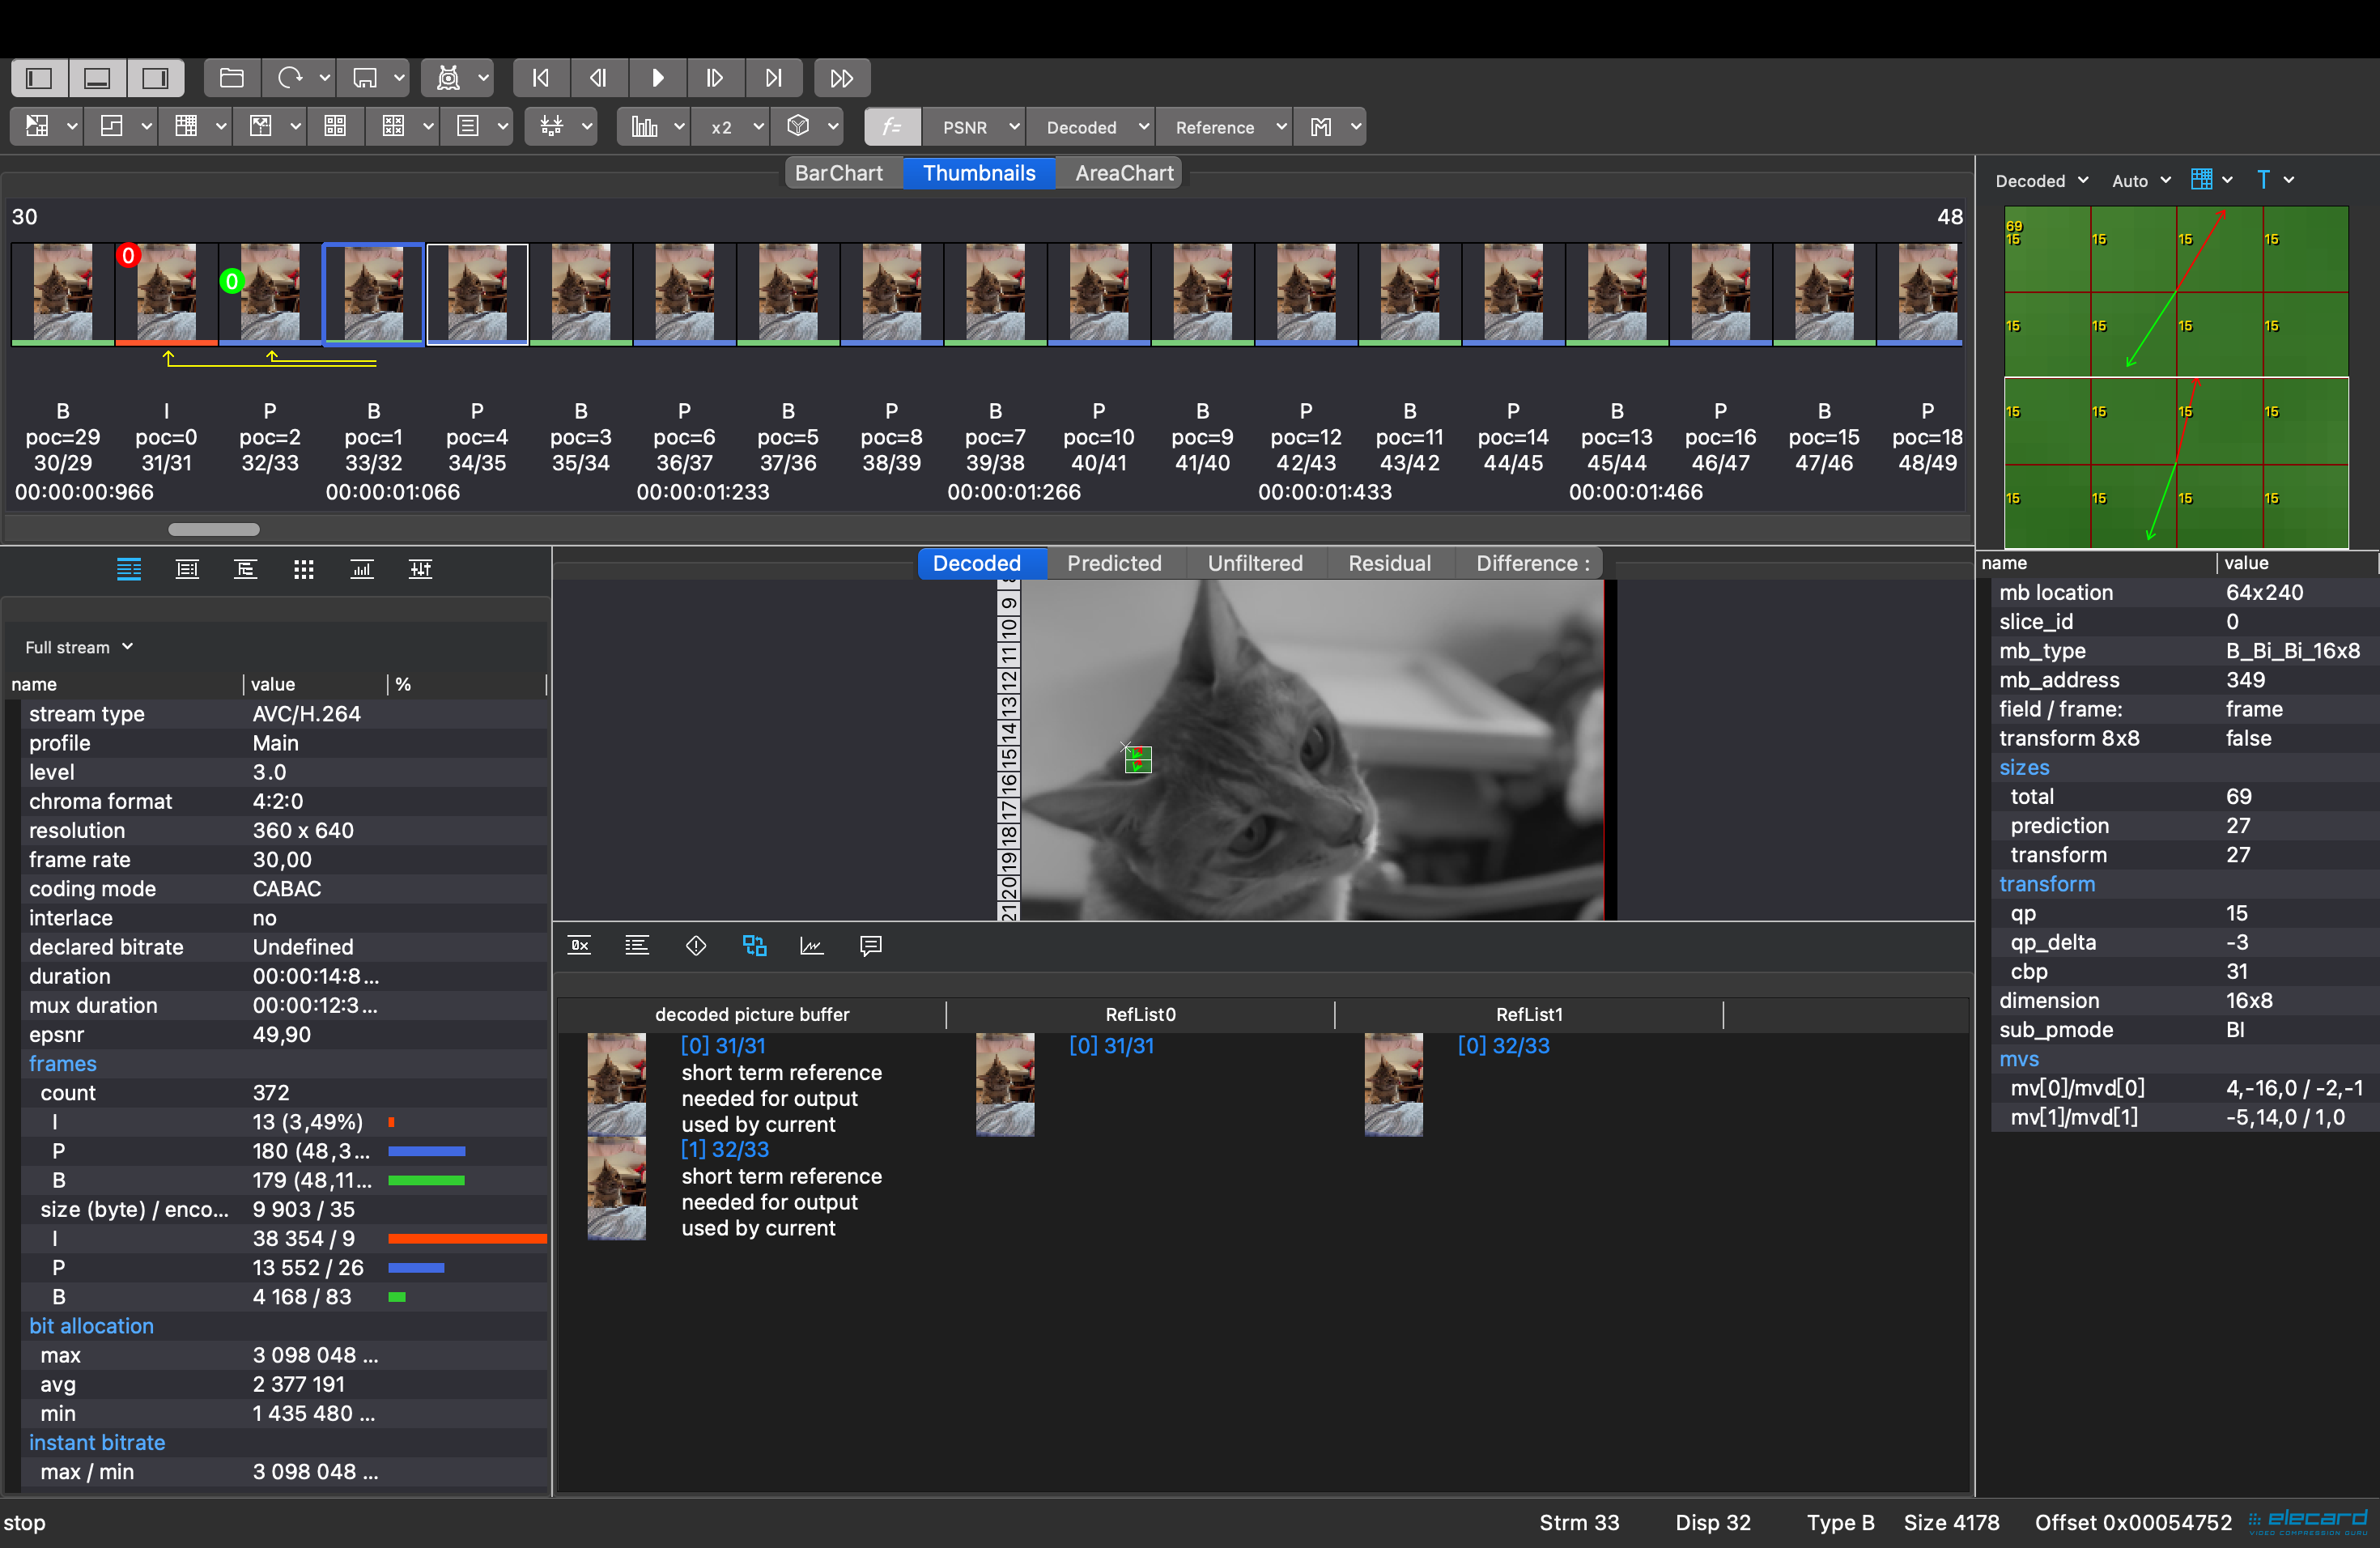 x2
f=
PSNR
Decoded
Reference
BarChart
Thumbnails
AreaChart
Decoded
Auto
T
30
48
0
0
B
I
P
B
P
B
P
B
P
B
P
B
P
B
P
B
P
B
P
poc=29
poc=0
poc=2
poc=1
poc=4
poc=3
poc=6
poc=5
poc=8
poc=7
poc=10
poc=9
poc=12
poc=11
poc=14
poc=13
poc=16
poc=15
poc=18
30/29
31/31
32/33
33/32
34/35
35/34
36/37
37/36
38/39
39/38
40/41
41/40
42/43
43/42
44/45
45/44
46/47
47/46
48/49
00:00:00:966
00:00:01:066
00:00:01:233
00:00:01:266
00:00:01:433
00:00:01:466
69
15 15 15 15
15 15 15 15
15 15 15 15
15 15 15 15
Full stream
name value %
stream type AVC/H.264
profile Main
level 3.0
chroma format 4:2:0
resolution 360 x 640
frame rate 30,00
coding mode CABAC
interlace no
declared bitrate Undefined
duration 00:00:14:8...
mux duration 00:00:12:3...
epsnr 49,90
frames
count 372
I 13 (3,49%)
P 180 (48,3...
B 179 (48,11...
size (byte) / enco... 9 903 / 35
I 38 354 / 9
P 13 552 / 26
B 4 168 / 83
bit allocation
max 3 098 048 ...
avg 2 377 191
min 1 435 480 ...
instant bitrate
max / min 3 098 048 ...
Decoded
Predicted
Unfiltered
Residual
Difference :
9
10
11
12
13
14
15
16
17
18
19
20
21
0x
decoded picture buffer
RefList0
RefList1
[0] 31/31
short term reference
needed for output
used by current
[1] 32/33
short term reference
needed for output
used by current
[0] 31/31
[0] 32/33
name value
mb location 64x240
slice_id 0
mb_type B_Bi_Bi_16x8
mb_address 349
field / frame: frame
transform 8x8 false
sizes
total 69
prediction 27
transform 27
transform
qp 15
qp_delta -3
cbp 31
dimension 16x8
sub_pmode BI
mvs
mv[0]/mvd[0] 4,-16,0 / -2,-1
mv[1]/mvd[1] -5,14,0 / 1,0
stop
Strm 33
Disp 32
Type B
Size 4178
Offset 0x00054752
elecard
VIDEO COMPRESSION GURU